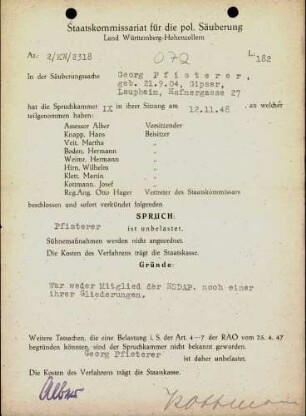 Staatskommissariat für die pol. Säuberung
Land Württemberg-Hohenzollern
Az: 2/XII/2318
O7Q
L 182
In der Säuberungssache Georg Pfisterer,
geb. 21.9.04, Gipser,
Laupheim, Hafnergasse 27
hat die Spruchkammer IX in ihrer Sitzung am 12.11.48, an welcher
teilgenommen haben:
Assessor Alber Vorsitzender
Knapp, Hans Beisitzer
Veit, Martha "
Boden, Hermann "
Weinte, Hermann "
Hirn, Wilhelm "
Klett, Martin "
Kottmann, Josef "
Reg.Ang. Otto Hager Vertreter des Staatskommissars
beschlossen und sofort verkündet folgenden
SPRUCH:
Pfisterer ist unbelastet.
Sühnemaßnahmen werden nicht angeordnet.
Die Kosten des Verfahrens trägt die Staatskasse.
Gründe:
War weder Mitglied der NSDAP. noch einer
ihrer Gliederungen.
Weitere Tatsachen, die eine Belastung i. S. der Art. 4—7 der RAO vom 25. 4. 47
begründen könnten, sind der Spruchkammer nicht bekannt geworden.
Georg Pfisterer ist daher unbelastet.
Die Kosten des Verfahrens trägt die Staatskasse.
Alber
Kottmann